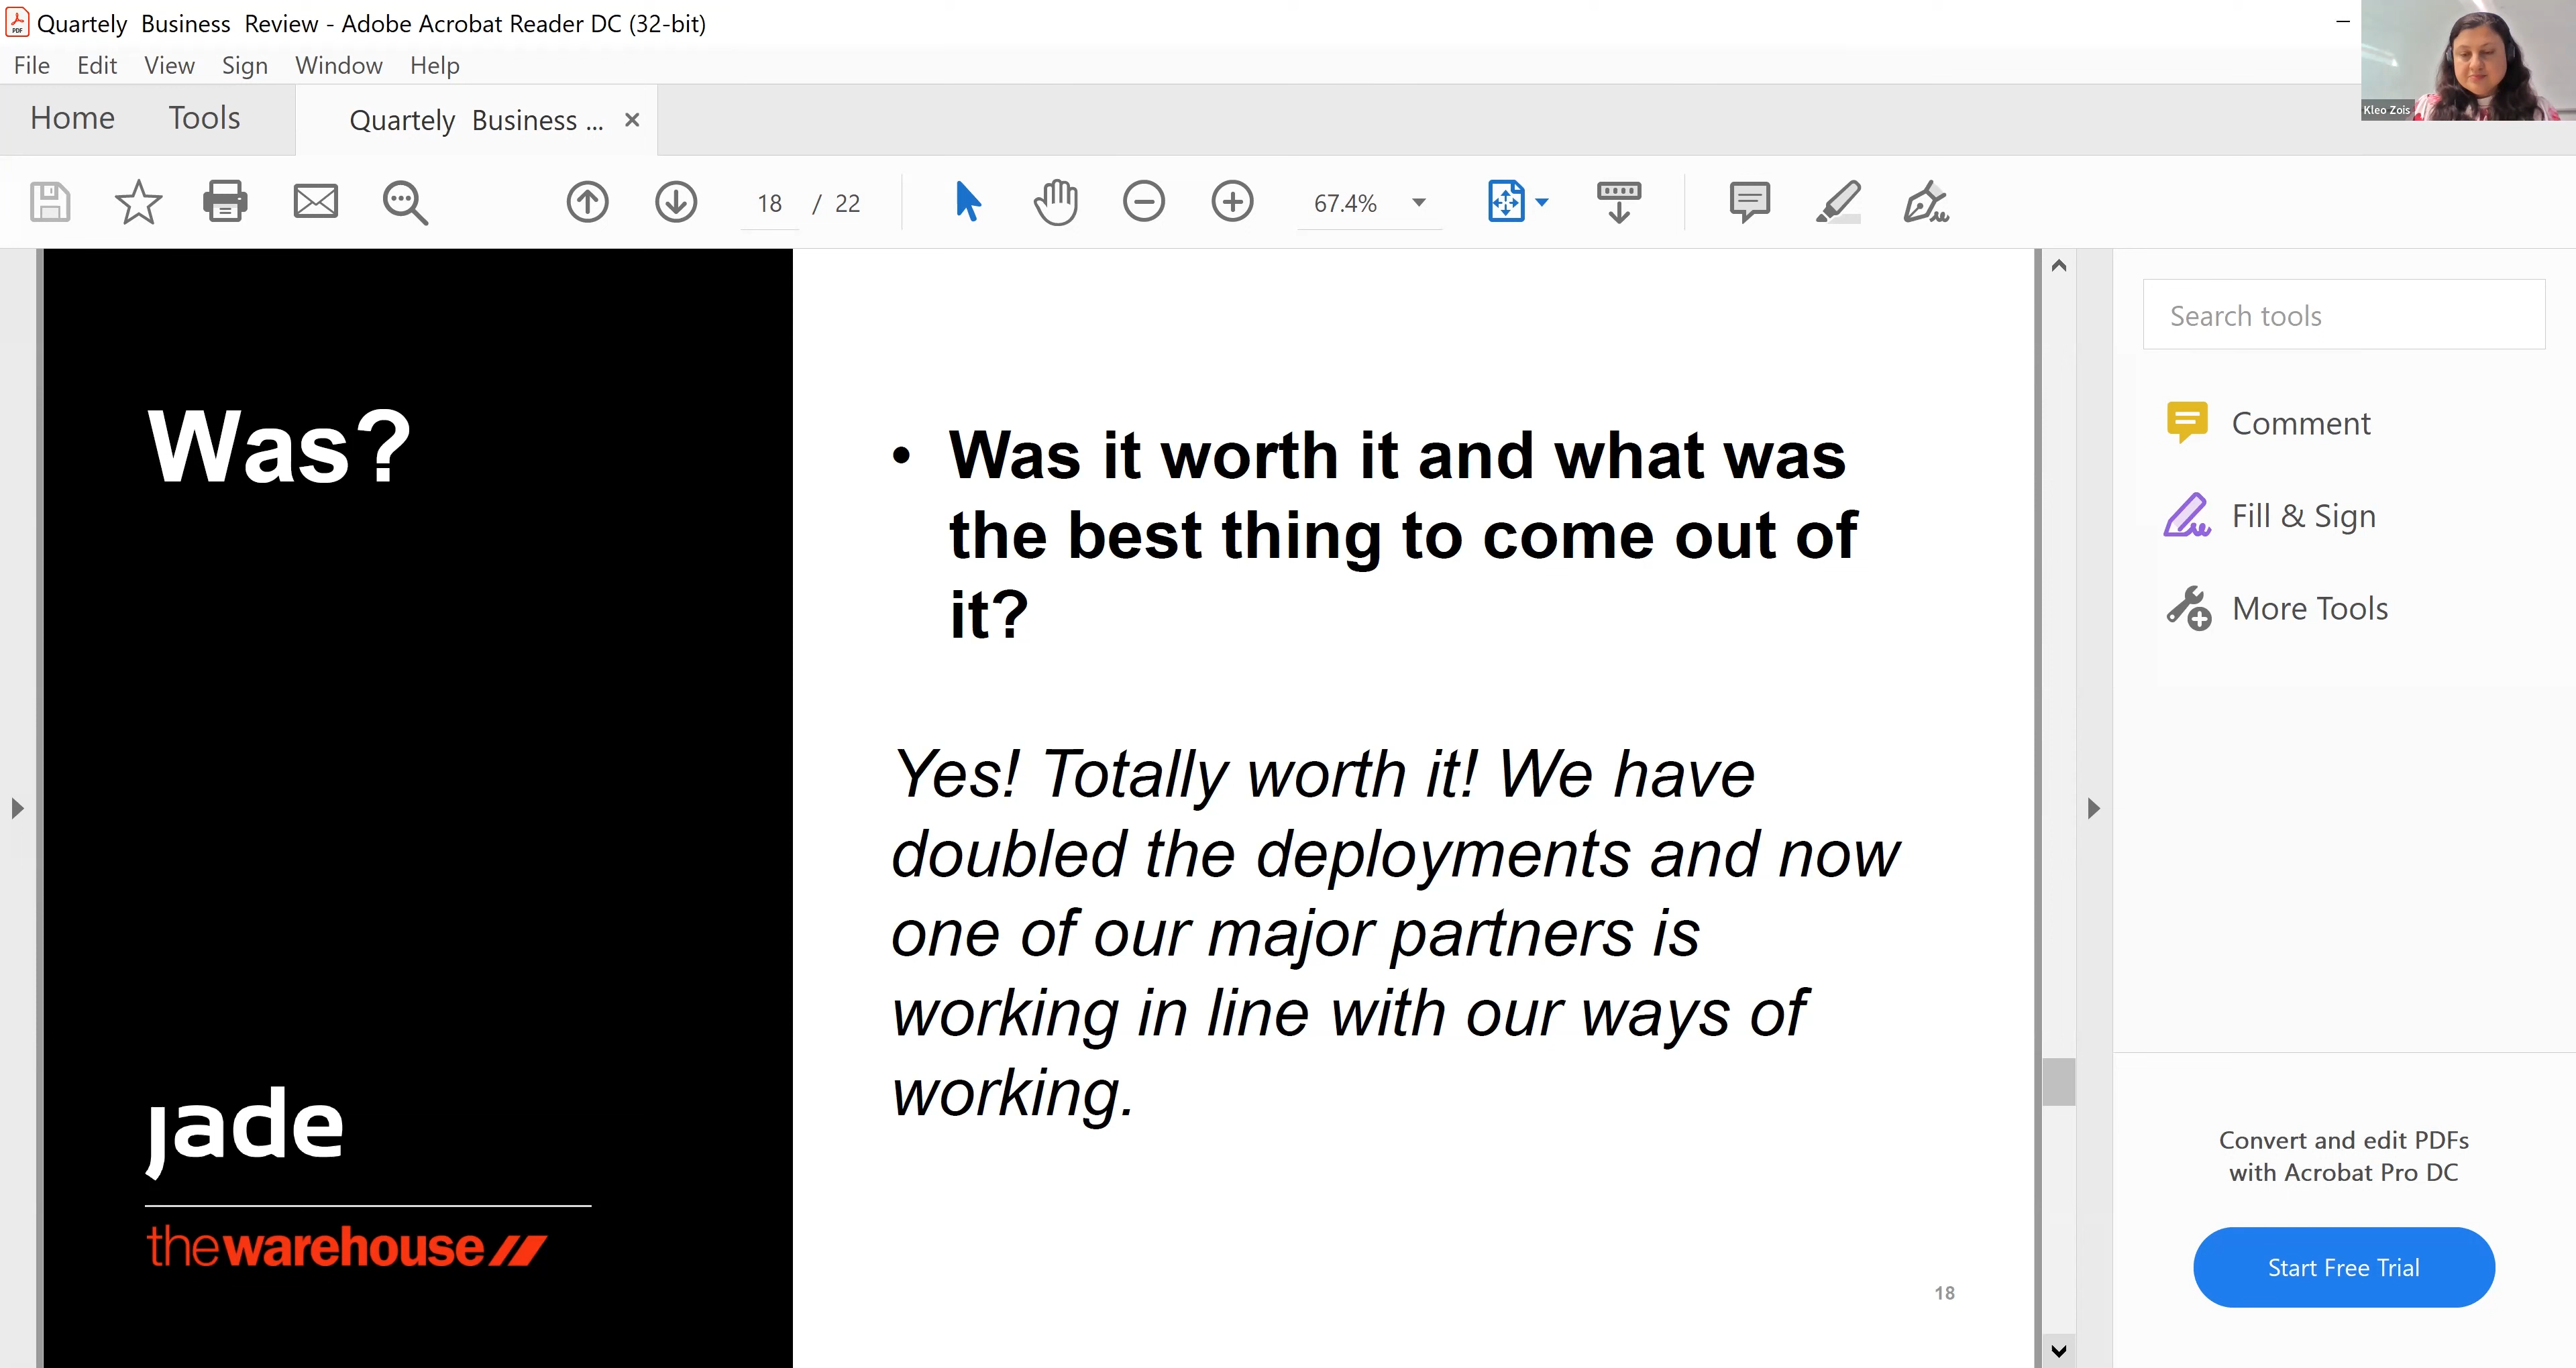 Quartely Business Review - Adobe Acrobat Reader DC (32-bit)
File Edit View Sign Window Help
Home Tools Quartely Business ...
18 / 22 67.4%
Kleo Zois
Was?
• Was it worth it and what was
the best thing to come out of
it?
Yes! Totally worth it! We have
doubled the deployments and now
one of our major partners is
working in line with our ways of
working.
jade
thewarehouse
18
Search tools
Comment
Fill & Sign
More Tools
Convert and edit PDFs
with Acrobat Pro DC
Start Free Trial